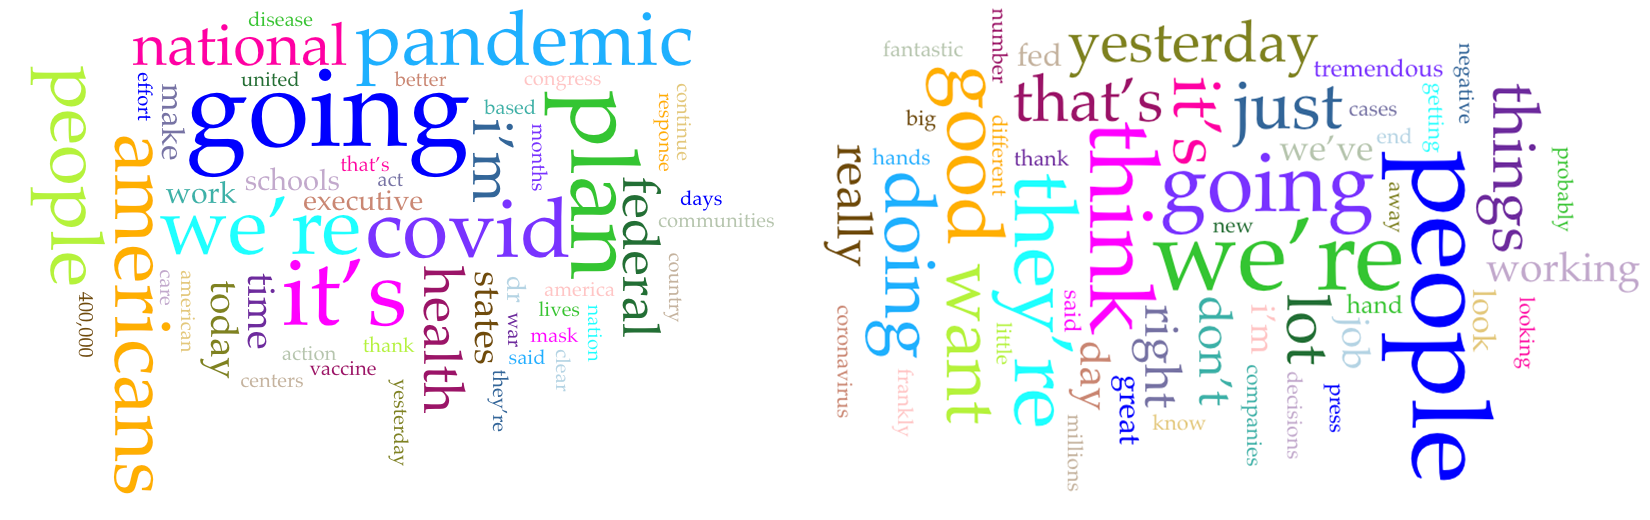 disease
national
pandemic
people
effort
make
united
better
congress
going
based
plan
response
continue
americans
i'm
months
that's
schools
act
work
executive
federal
days
communities
we're
covid
400,000
care
american
today
time
it's
health
states
dr
war
america
lives
mask
nation
country
action
thank
said
clear
centers
vaccine
yesterday
they're
number
fantastic
fed
yesterday
tremendous
negative
good
that's
it's
just
cases
getting
things
big
different
end
we've
really
hands
thank
think
going
people
away
probably
doing
they're
new
we're
working
want
said
right
don't
i'm
lot
hand
job
look
looking
coronavirus
little
day
frankly
great
know
companies
decisions
press
millions